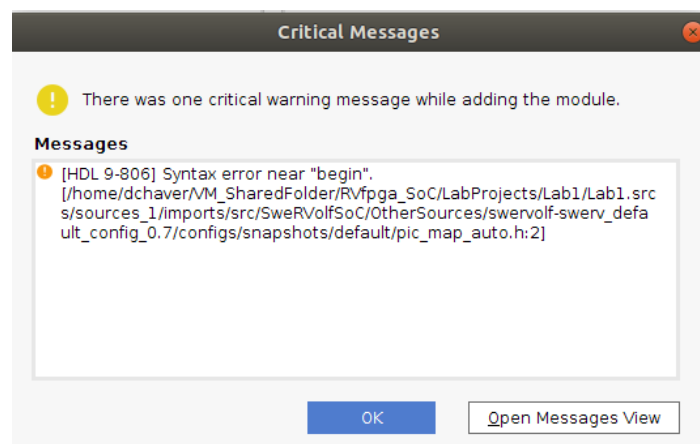 Critical Messages
There was one critical warning message while adding the module.
Messages
[HDL 9-806] Syntax error near "begin".
[/home/dchaver/VM_SharedFolder/RVfpga_SoC/LabProjects/Lab1/Lab1.src
s/sources_1/imports/src/SweRVolfSoC/OtherSources/swervolf-swerv_defa
ult_config_0.7/configs/snapshots/default/pic_map_auto.h:2]
OK
Open Messages View